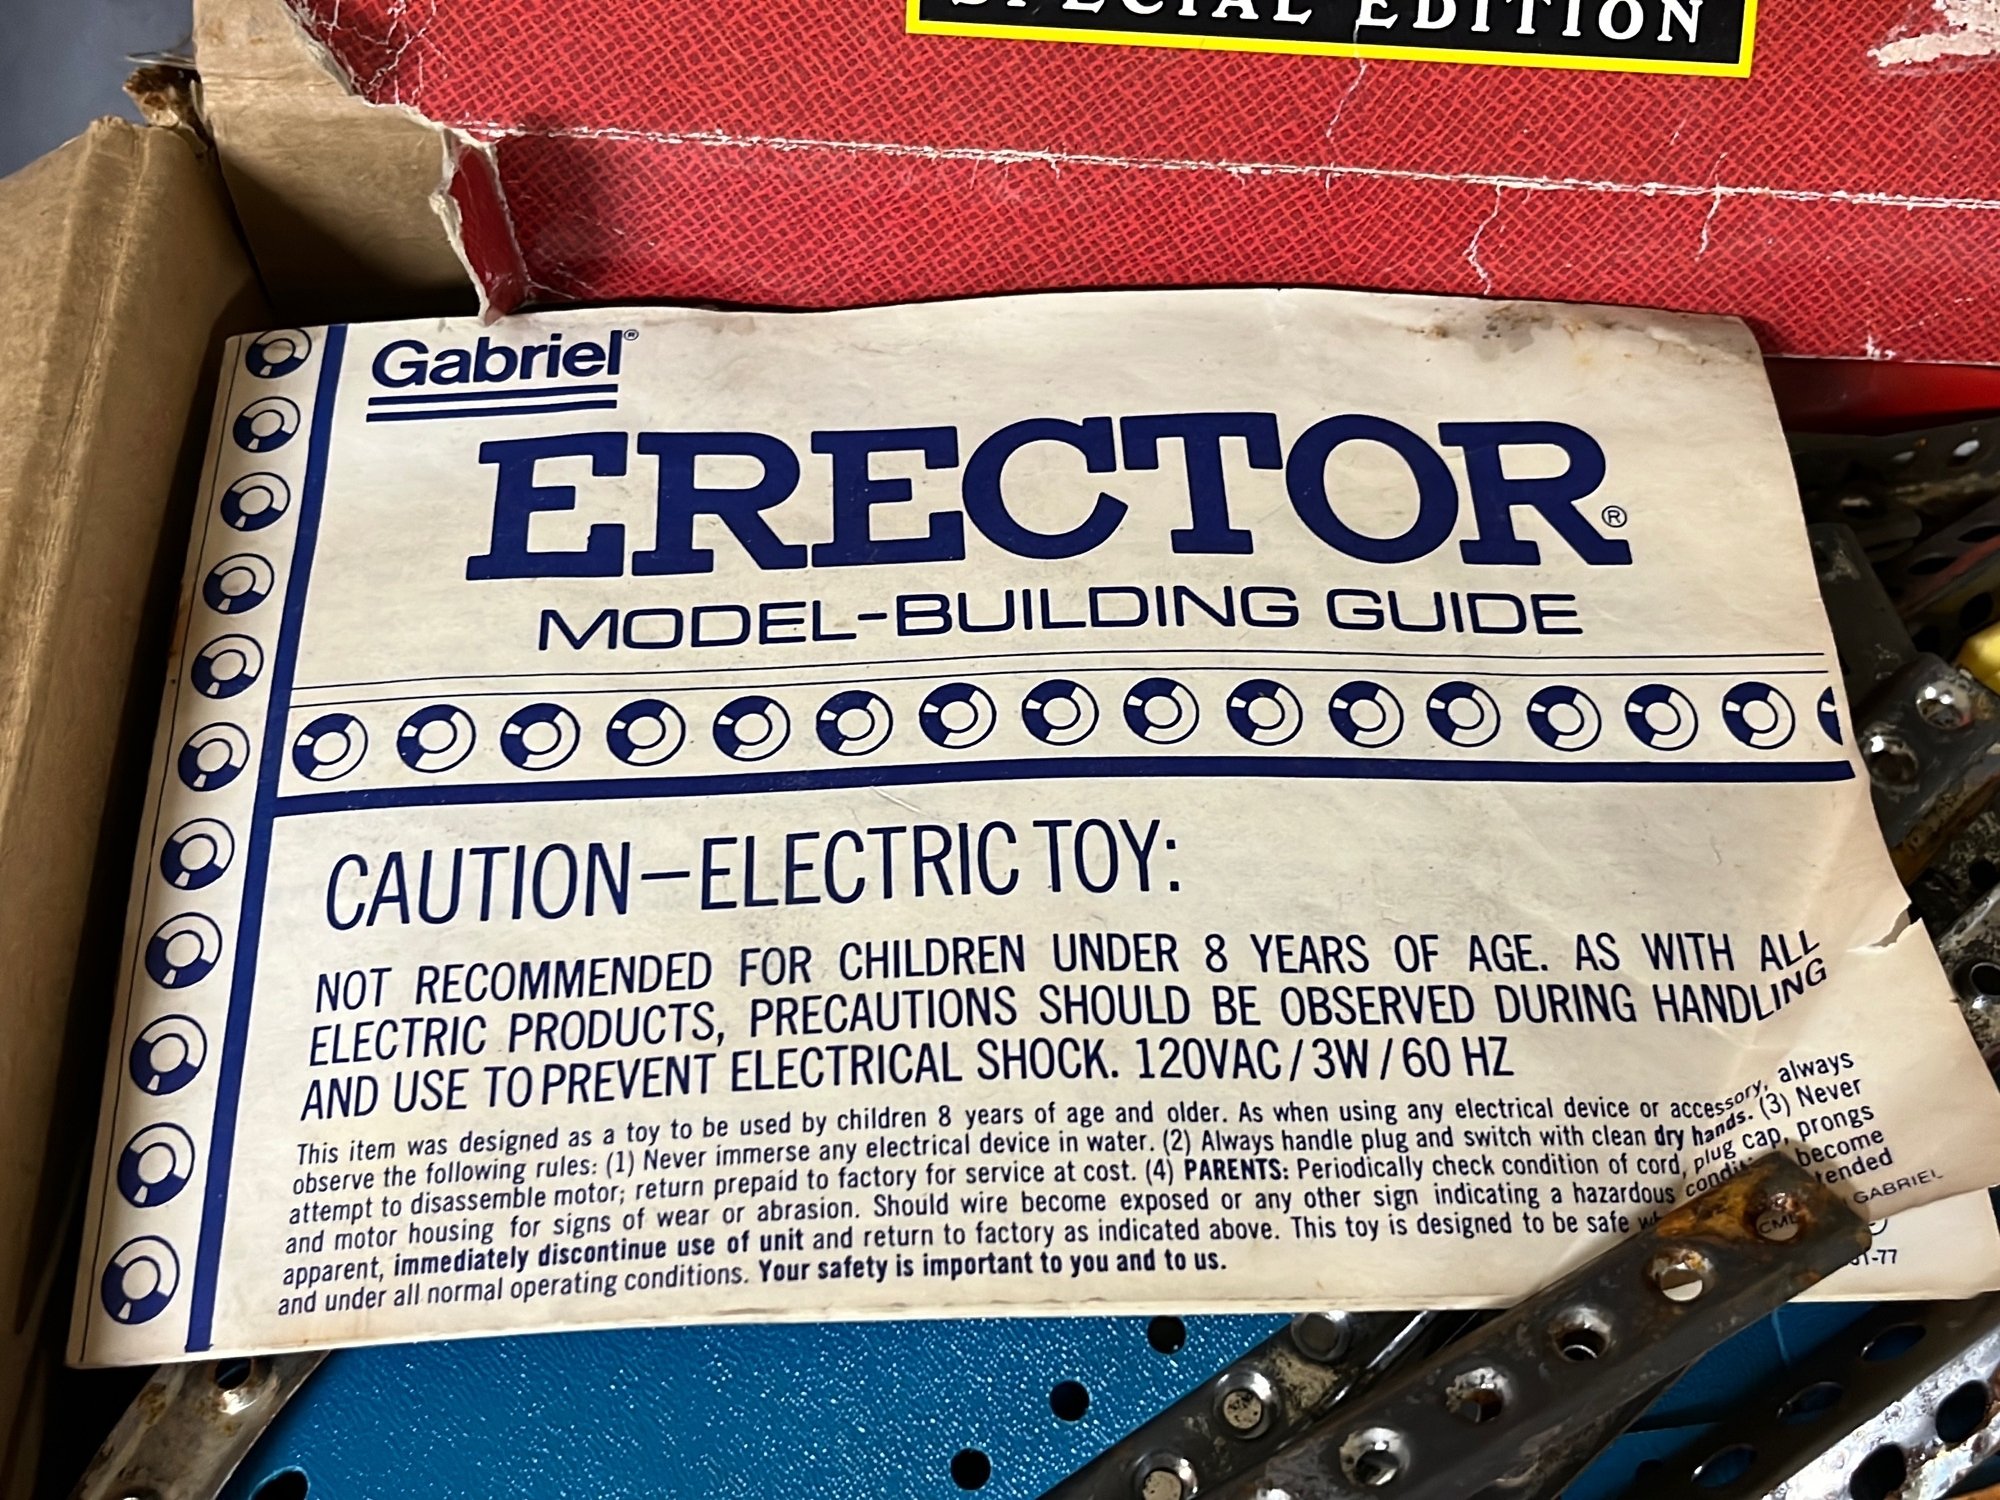 SPECIAL EDITION
Gabriel®
ERECTOR®
MODEL-BUILDING GUIDE
CAUTION–ELECTRIC TOY:
NOT RECOMMENDED FOR CHILDREN UNDER 8 YEARS OF AGE. AS WITH ALL
ELECTRIC PRODUCTS, PRECAUTIONS SHOULD BE OBSERVED DURING HANDLING
AND USE TO PREVENT ELECTRICAL SHOCK. 120VAC/3W/60 HZ
This item was designed as a toy to be used by children 8 years of age and older. As when using any electrical device or accessory, always
observe the following rules: (1) Never immerse any electrical device in water. (2) Always handle plug and switch with clean dry hands. (3) Never
attempt to disassemble motor; return prepaid to factory for service at cost. (4) PARENTS: Periodically check condition of cord, plug cap, prongs
and motor housing for signs of wear or abrasion. Should wire become exposed or any other sign indicating a hazardous become
apparent, immediately discontinue use of unit and return to factory as indicated above. This toy is designed to be safe
and under all normal operating conditions. Your safety is important to you and to us.
GABRIEL